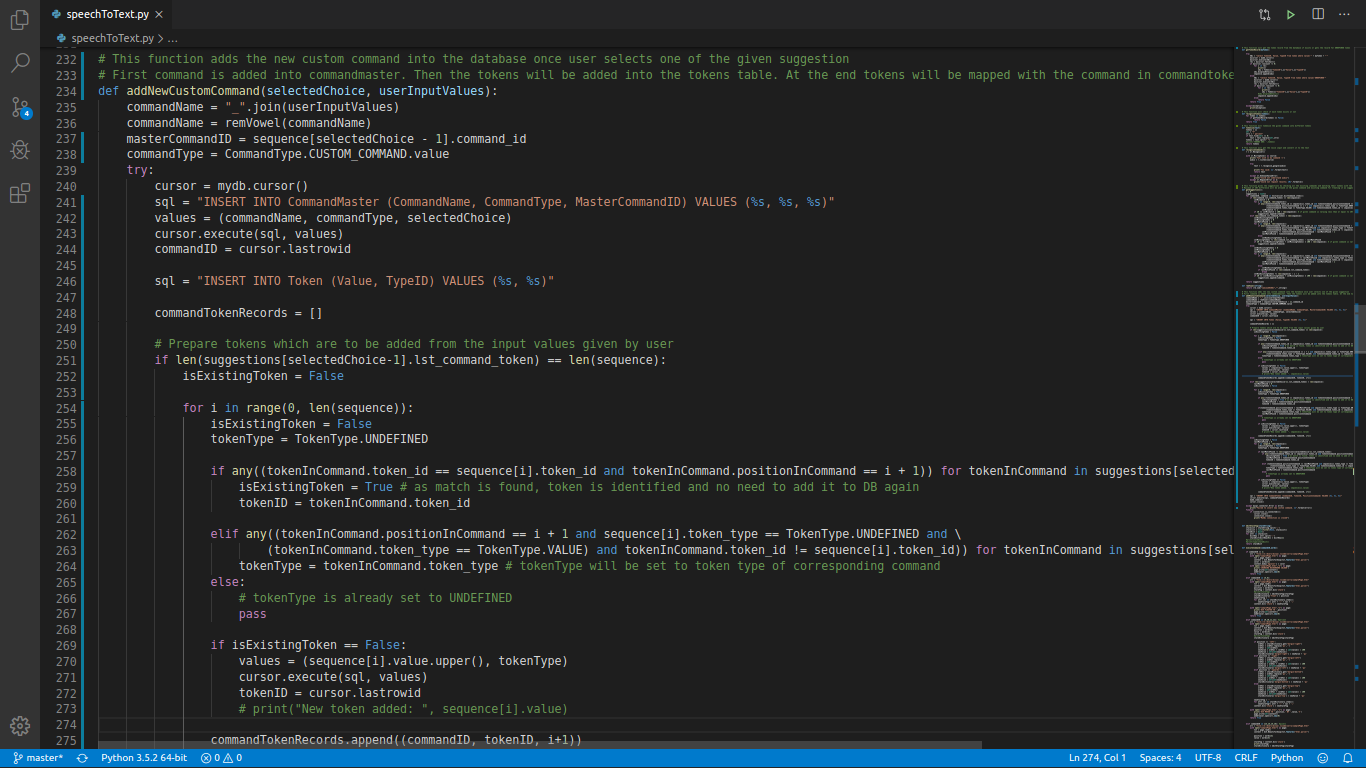 speechToText.py ×
speechToText.py > ...
232 # This function adds the new custom command into the database once user selects one of the given suggestion
233 # First command is added into commandmaster. Then the tokens will be added into the tokens table. At the end tokens will be mapped with the command in commandtoke
234 def addNewCustomCommand(selectedChoice, userInputValues):
235     commandName = "_".join(userInputValues)
236     commandName = remVowel(commandName)
237     masterCommandID = sequence[selectedChoice - 1].command_id
238     commandType = CommandType.CUSTOM_COMMAND.value
239     try:
240         cursor = mydb.cursor()
241         sql = "INSERT INTO CommandMaster (CommandName, CommandType, MasterCommandID) VALUES (%s, %s, %s)"
242         values = (commandName, commandType, selectedChoice)
243         cursor.execute(sql, values)
244         commandID = cursor.lastrowid
245
246         sql = "INSERT INTO Token (Value, TypeID) VALUES (%s, %s)"
247
248         commandTokenRecords = []
249
250         # Prepare tokens which are to be added from the input values given by user
251         if len(suggestions[selectedChoice-1].lst_command_token) == len(sequence):
252             isExistingToken = False
253
254             for i in range(0, len(sequence)):
255                 isExistingToken = False
256                 tokenType = TokenType.UNDEFINED
257
258                 if any((tokenInCommand.token_id == sequence[i].token_id and tokenInCommand.positionInCommand == i + 1)) for tokenInCommand in suggestions[selected
259                     isExistingToken = True # as match is found, token is identified and no need to add it to DB again
260                     tokenID = tokenInCommand.token_id
261
262                 elif any((tokenInCommand.positionInCommand == i + 1 and sequence[i].token_type == TokenType.UNDEFINED and \
263                         (tokenInCommand.token_type == TokenType.VALUE) and tokenInCommand.token_id != sequence[i].token_id)) for tokenInCommand in suggestions[sel
264                     tokenType = tokenInCommand.token_type # tokenType will be set to token type of corresponding command
265                 else:
266                     # tokenType is already set to UNDEFINED
267                     pass
268
269                 if isExistingToken == False:
270                     values = (sequence[i].value.upper(), tokenType)
271                     cursor.execute(sql, values)
272                     tokenID = cursor.lastrowid
273                     # print("New token added: ", sequence[i].value)
274
275                 commandTokenRecords.append((commandID, tokenID, i+1))
4
master* Python 3.5.2 64-bit 0 0 Ln 274, Col 1 Spaces: 4 UTF-8 CRLF Python